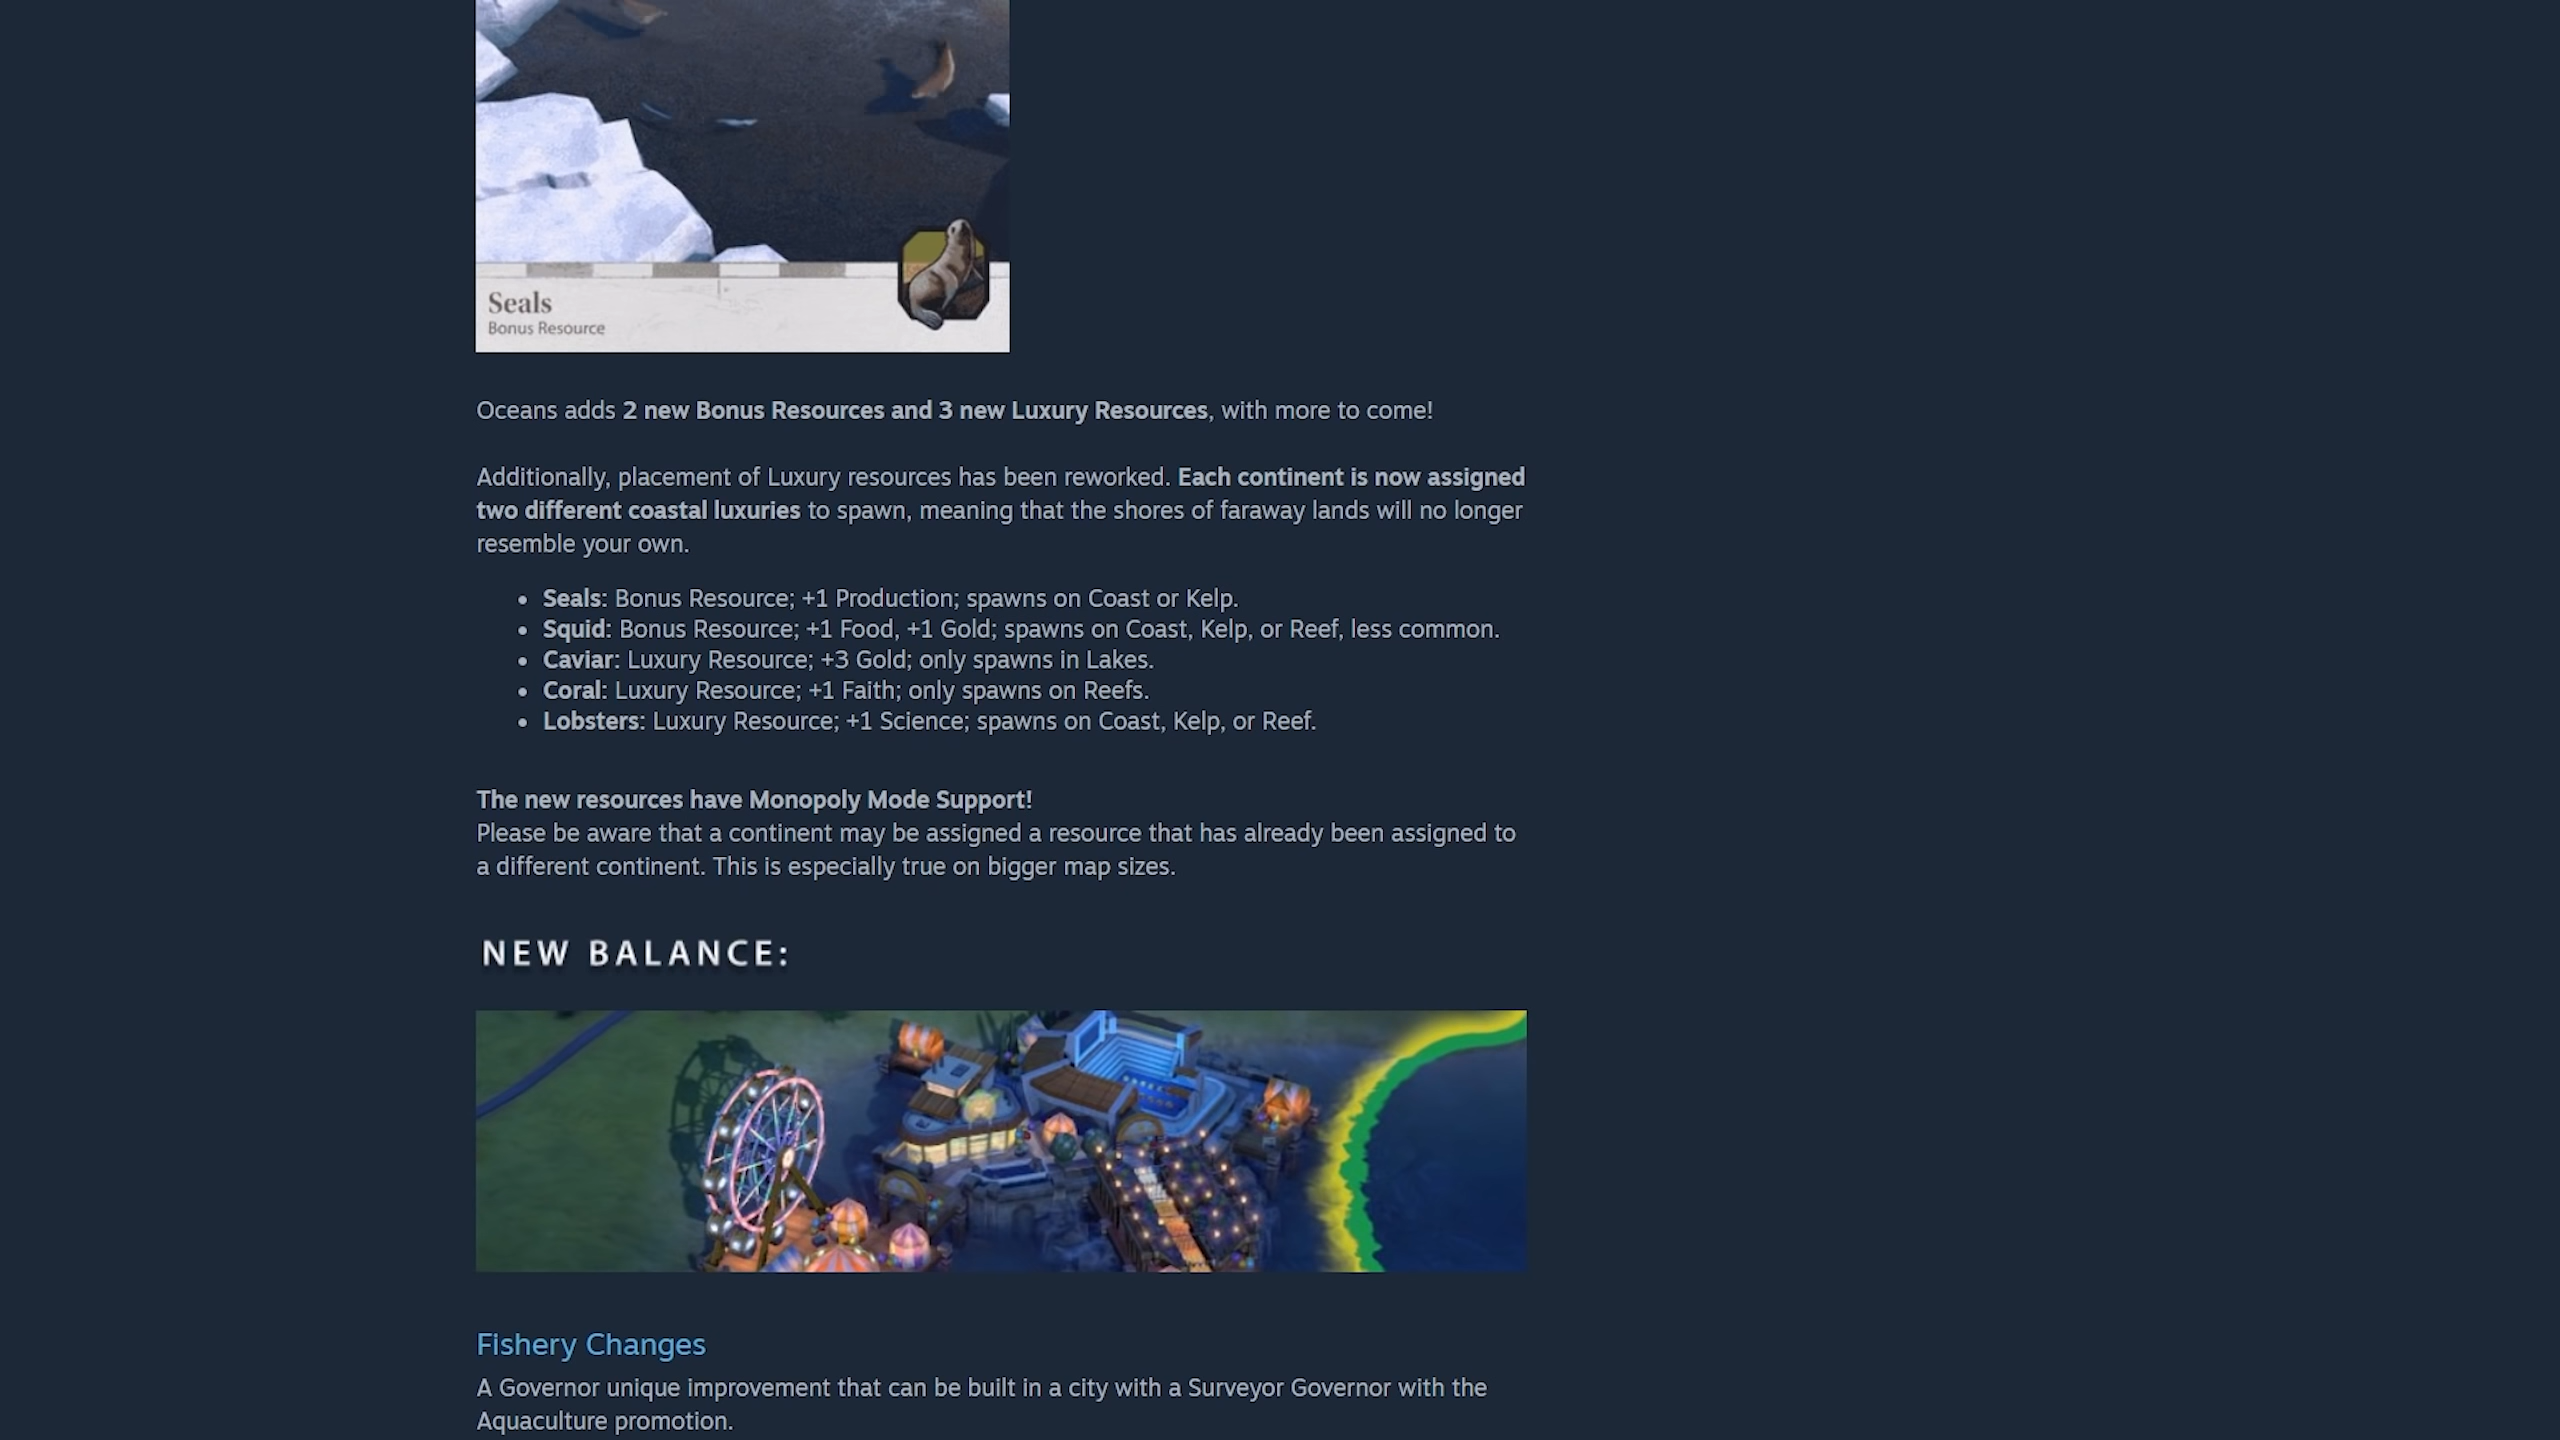 Seals
Bonus Resource
Oceans adds 2 new Bonus Resources and 3 new Luxury Resources, with more to come!
Additionally, placement of Luxury resources has been reworked. Each continent is now assigned
two different coastal luxuries to spawn, meaning that the shores of faraway lands will no longer
resemble your own.
• Seals: Bonus Resource; +1 Production; spawns on Coast or Kelp.
• Squid: Bonus Resource; +1 Food, +1 Gold; spawns on Coast, Kelp, or Reef, less common.
• Caviar: Luxury Resource; +3 Gold; only spawns in Lakes.
• Coral: Luxury Resource; +1 Faith; only spawns on Reefs.
• Lobsters: Luxury Resource; +1 Science; spawns on Coast, Kelp, or Reef.
The new resources have Monopoly Mode Support!
Please be aware that a continent may be assigned a resource that has already been assigned to
a different continent. This is especially true on bigger map sizes.
NEW BALANCE:
Fishery Changes
A Governor unique improvement that can be built in a city with a Surveyor Governor with the
Aquaculture promotion.